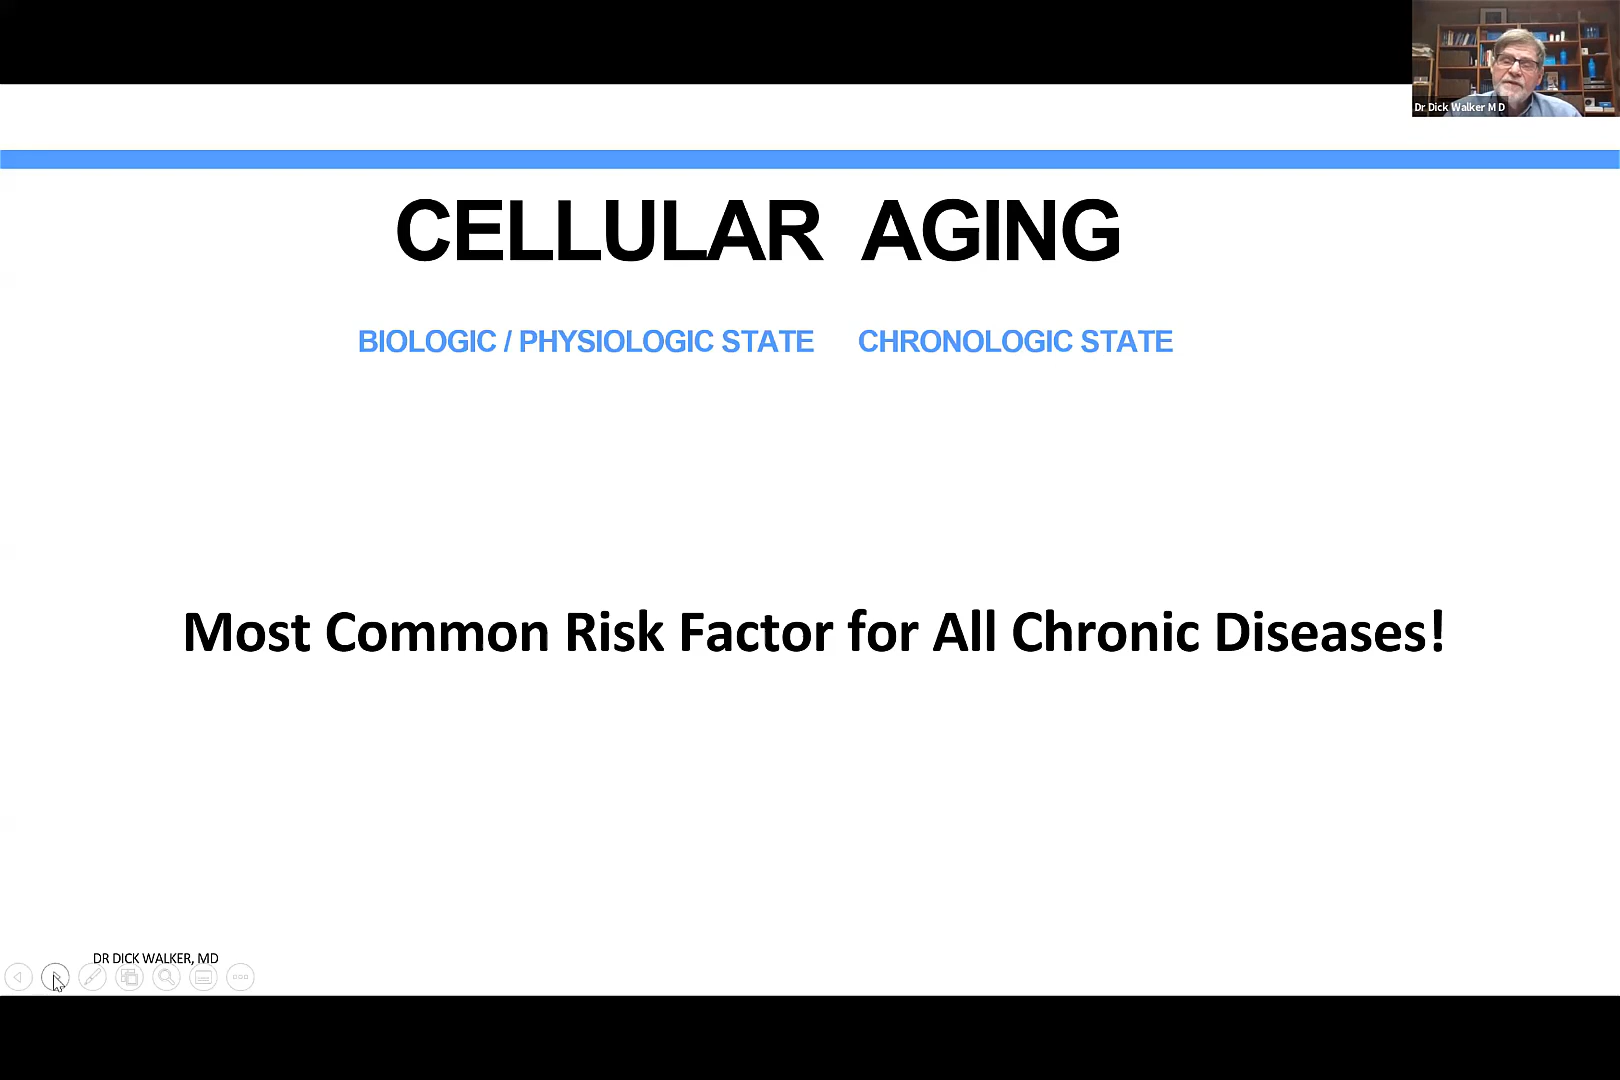 Dr Dick Walker M D
CELLULAR AGING
BIOLOGIC / PHYSIOLOGIC STATE CHRONOLOGIC STATE
Most Common Risk Factor for All Chronic Diseases!
DR DICK WALKER, MD